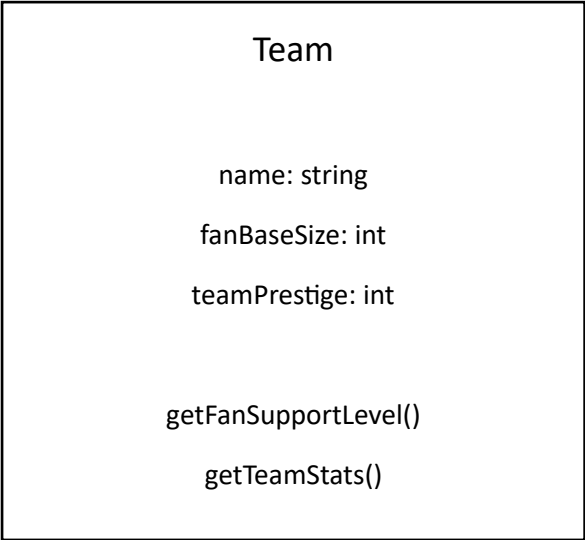 Team
name: string
fanBaseSize: int
teamPrestige: int
getFanSupportLevel()
getTeamStats()